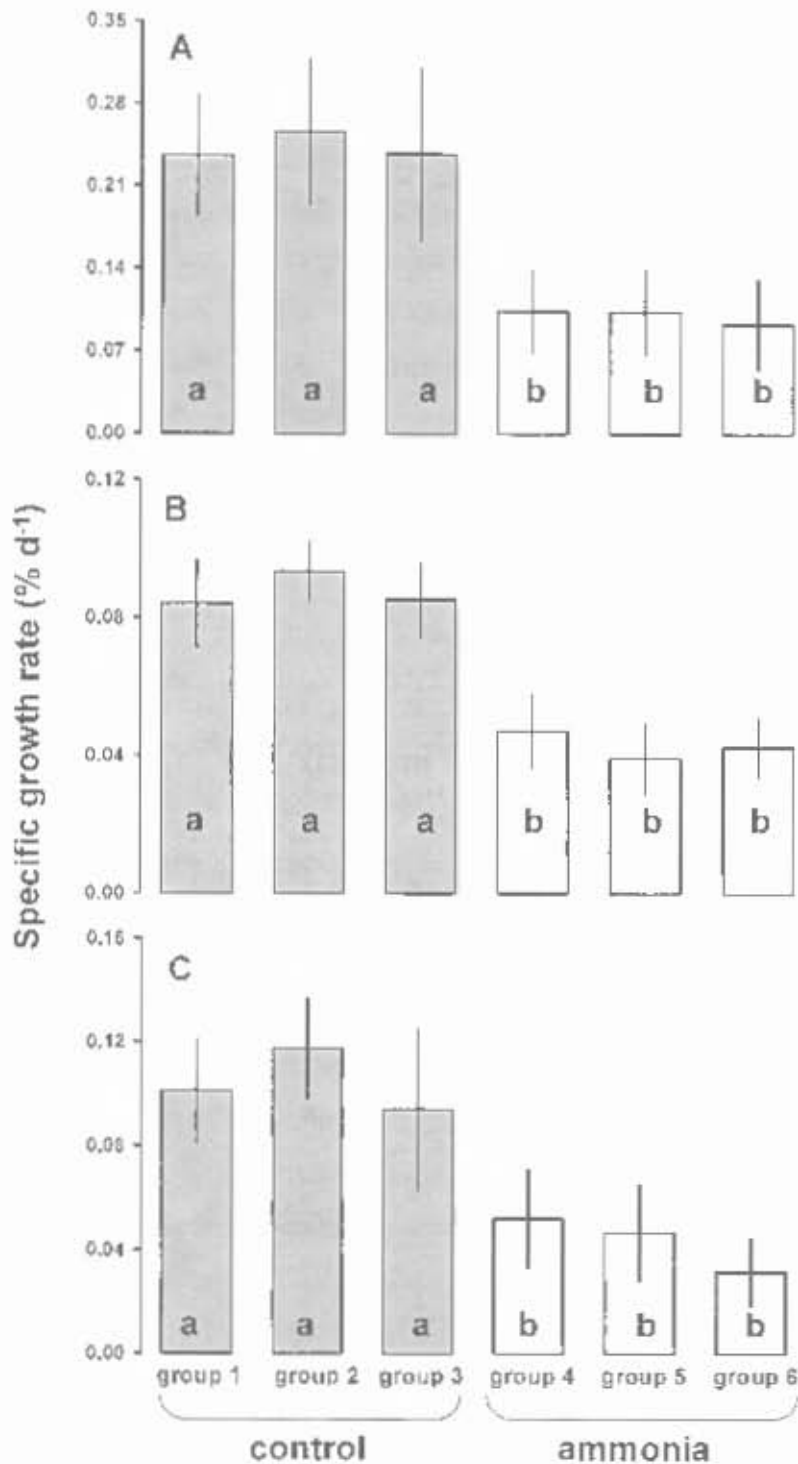 Specific growth rate (% d-1)
A
0.35
0.28
0.21
0.14
0.07
0.00
a a a b b b
B
0.12
0.08
0.04
0.00
a a a b b b
C
0.16
0.12
0.08
0.04
0.00
a a a b b b
group 1 group 2 group 3 group 4 group 5 group 6
control ammonia